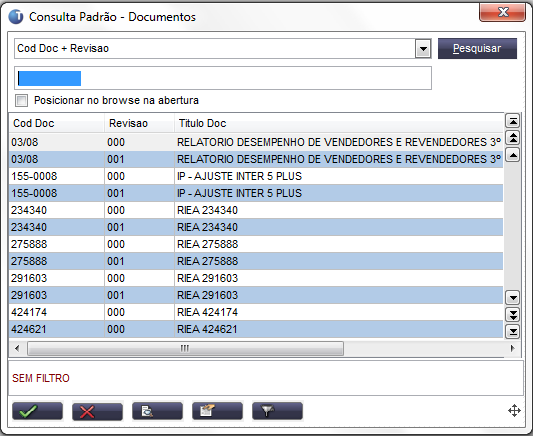 Consulta Padrão - Documentos
Cod Doc + Revisao
Pesquisar
Posicionar no browse na abertura
Cod Doc Revisao Titulo Doc
03/08 000 RELATORIO DESEMPENHO DE VENDEDORES E REVENDEDORES 3º
03/08 001 RELATORIO DESEMPENHO DE VENDEDORES E REVENDEDORES 3º
155-0008 000 IP - AJUSTE INTER 5 PLUS
155-0008 001 IP - AJUSTE INTER 5 PLUS
234340 000 RIEA 234340
234340 001 RIEA 234340
275888 000 RIEA 275888
275888 001 RIEA 275888
291603 000 RIEA 291603
291603 001 RIEA 291603
424174 000 RIEA 424174
424621 000 RIEA 424621
SEM FILTRO